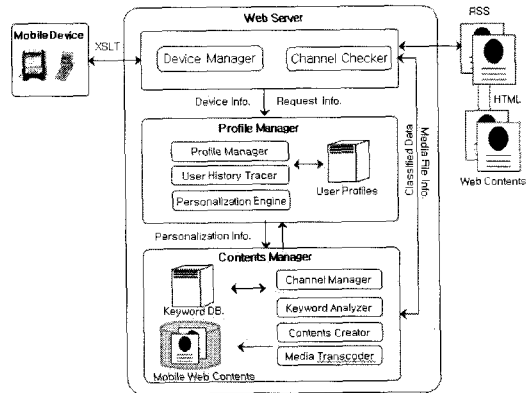 Web Server
RSS
Mobile Device
XSLT
Device Manager
Channel Checker
HTML
Device Info.
Request Info.
Profile Manager
Profile Manager
User History Tracer
Personalization Engine
User Profiles
Classified Data
Media File Info.
Web Contents
Personalization Info.
Contents Manager
Channel Manager
Keyword DB.
Keyword Analyzer
Contents Creator
Media Transcoder
Mobile Web Contents